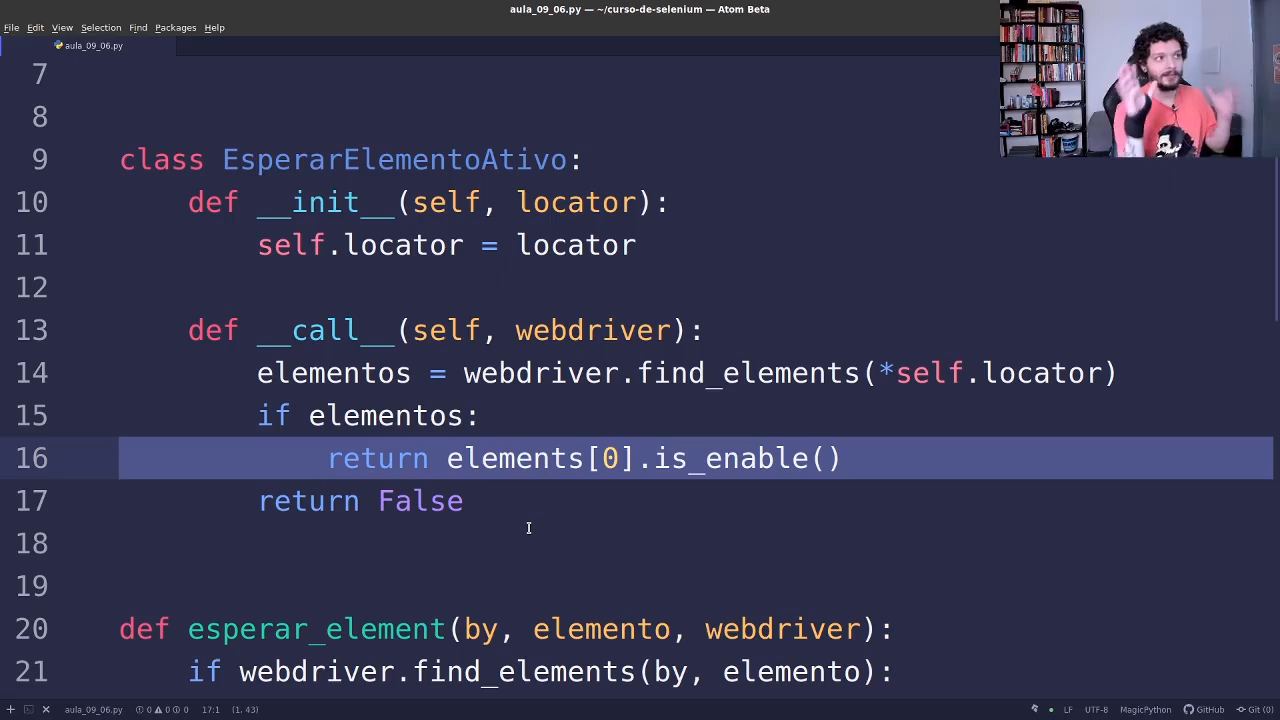 aula_09_06.py — ~/curso-de-selenium — Atom Beta
File Edit View Selection Find Packages Help
aula_09_06.py
7
8
9 class EsperarElementoAtivo:
10 def __init__(self, locator):
11 self.locator = locator
12
13 def __call__(self, webdriver):
14 elementos = webdriver.find_elements(*self.locator)
15 if elementos:
16 return elements[0].is_enable()
17 return False
18
19
20 def esperar_element(by, elemento, webdriver):
21 if webdriver.find_elements(by, elemento):
aula_09_06.py 0 0 0 17:1 (1, 43) LF UTF-8 MagicPython GitHub Git (0)